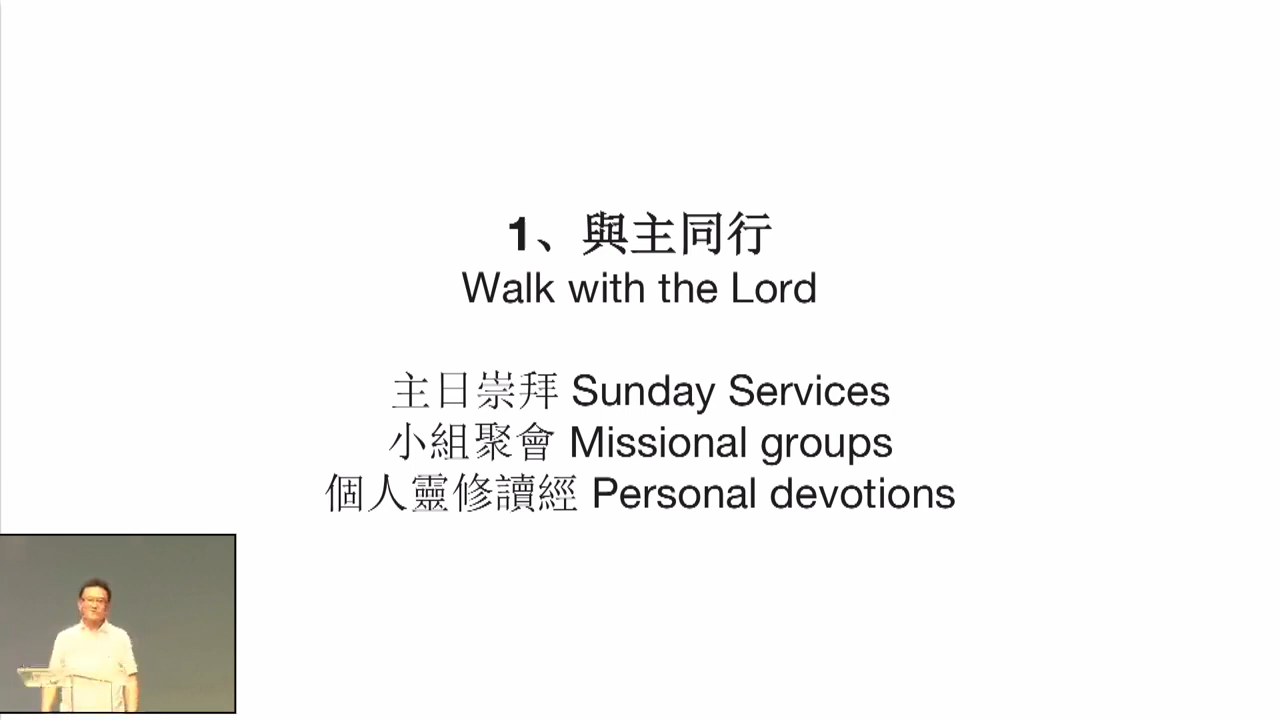 1、與主同行
Walk with the Lord
主日崇拜 Sunday Services
小組聚會 Missional groups
個人靈修讀經 Personal devotions